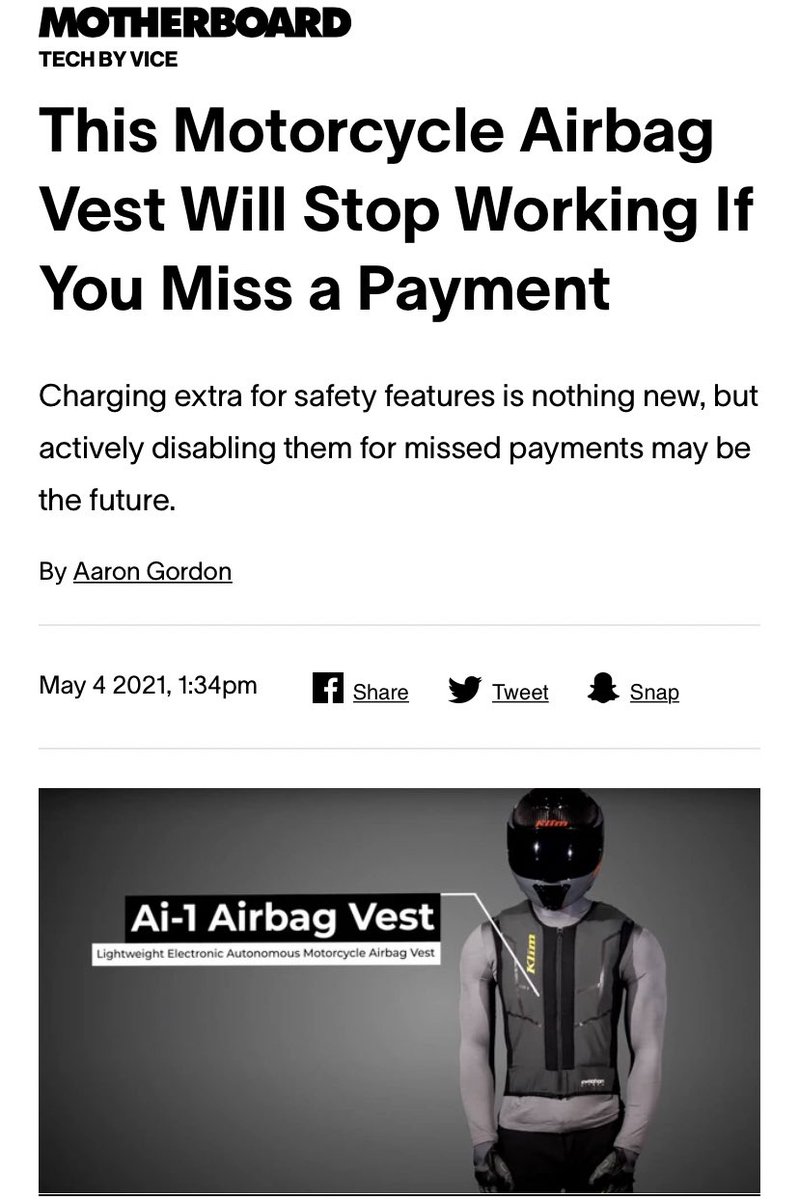 MOTHERBOARD
TECH BY VICE
This Motorcycle Airbag
Vest Will Stop Working If
You Miss a Payment
Charging extra for safety features is nothing new, but
actively disabling them for missed payments may be
the future.
By Aaron Gordon
May 4 2021, 1:34pm
Share
Tweet
Snap
Klim
Ai-1 Airbag Vest
Lightweight Electronic Autonomous Motorcycle Airbag Vest
Klim